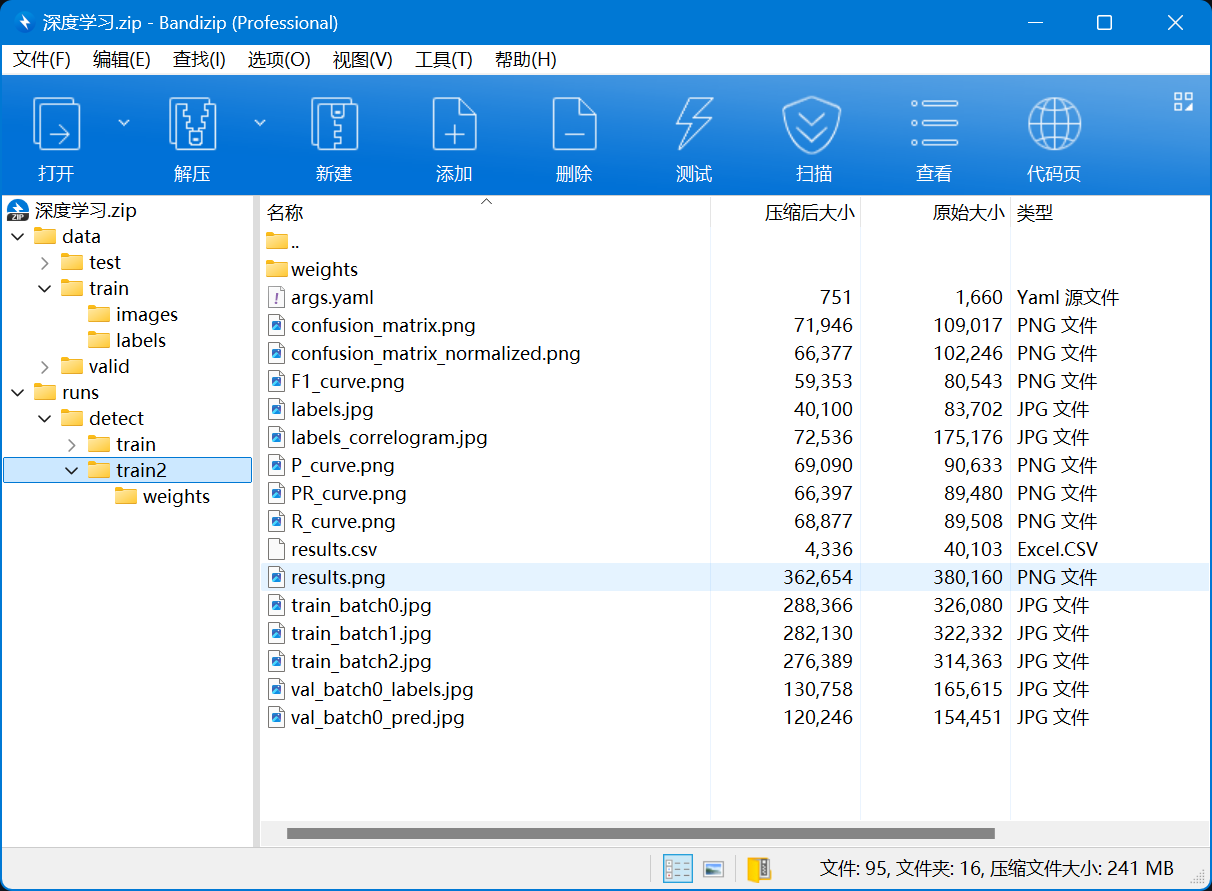 深度学习.zip - Bandizip (Professional)
文件(F) 编辑(E) 查找(I) 选项(O) 视图(V) 工具(T) 帮助(H)
打开 解压 新建 添加 删除 测试 扫描 查看 代码页
ZIP 深度学习.zip
data
test
train
images
labels
valid
runs
detect
train
train2
weights
名称 压缩后大小 原始大小 类型
..
weights
args.yaml 751 1,660 Yaml 源文件
confusion_matrix.png 71,946 109,017 PNG 文件
confusion_matrix_normalized.png 66,377 102,246 PNG 文件
F1_curve.png 59,353 80,543 PNG 文件
labels.jpg 40,100 83,702 JPG 文件
labels_correlogram.jpg 72,536 175,176 JPG 文件
P_curve.png 69,090 90,633 PNG 文件
PR_curve.png 66,397 89,480 PNG 文件
R_curve.png 68,877 89,508 PNG 文件
results.csv 4,336 40,103 Excel.CSV
results.png 362,654 380,160 PNG 文件
train_batch0.jpg 288,366 326,080 JPG 文件
train_batch1.jpg 282,130 322,332 JPG 文件
train_batch2.jpg 276,389 314,363 JPG 文件
val_batch0_labels.jpg 130,758 165,615 JPG 文件
val_batch0_pred.jpg 120,246 154,451 JPG 文件
文件: 95, 文件夹: 16, 压缩文件大小: 241 MB